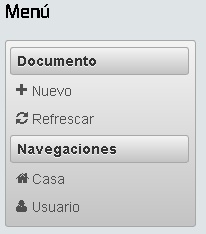 Menú
Documento
Nuevo
Refrescar
Navegaciones
Casa
Usuario